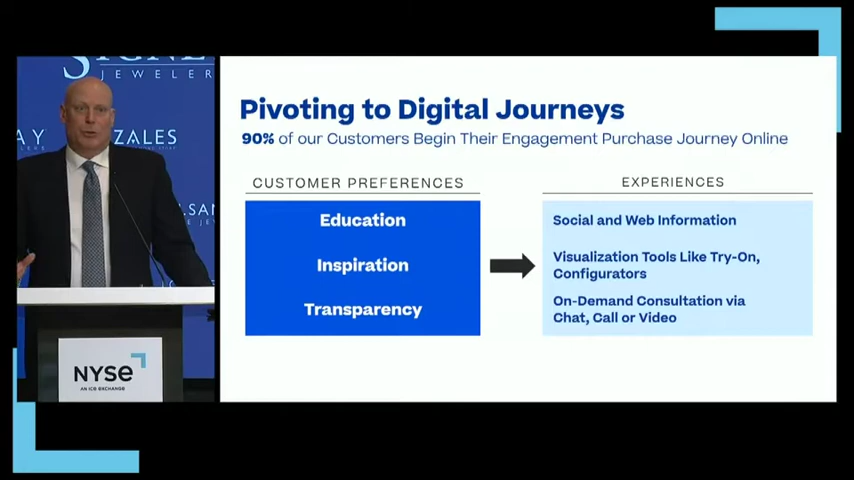 JEWELER
ZALES
NYSE
AN ICE EXCHANGE
Pivoting to Digital Journeys
90% of our Customers Begin Their Engagement Purchase Journey Online
CUSTOMER PREFERENCES
Education
Inspiration
Transparency
EXPERIENCES
Social and Web Information
Visualization Tools Like Try-On,
Configurators
On-Demand Consultation via
Chat, Call or Video